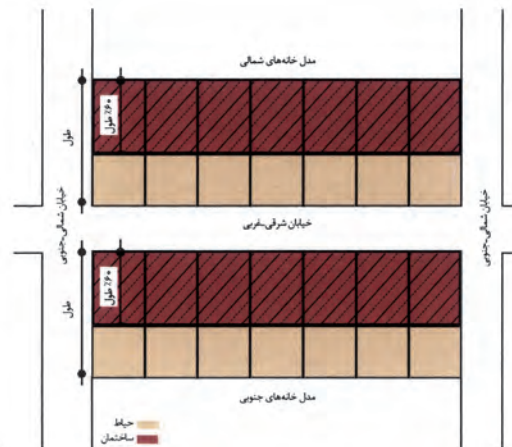 مدل خانه‌های شمالی
طول
۶۰٪ طول
خیابان شمالی-جنوبی
خیابان شمالی-جنوبی
خیابان شرقی-غربی
طول
۶۰٪ طول
مدل خانه‌های جنوبی
حیاط
ساختمان